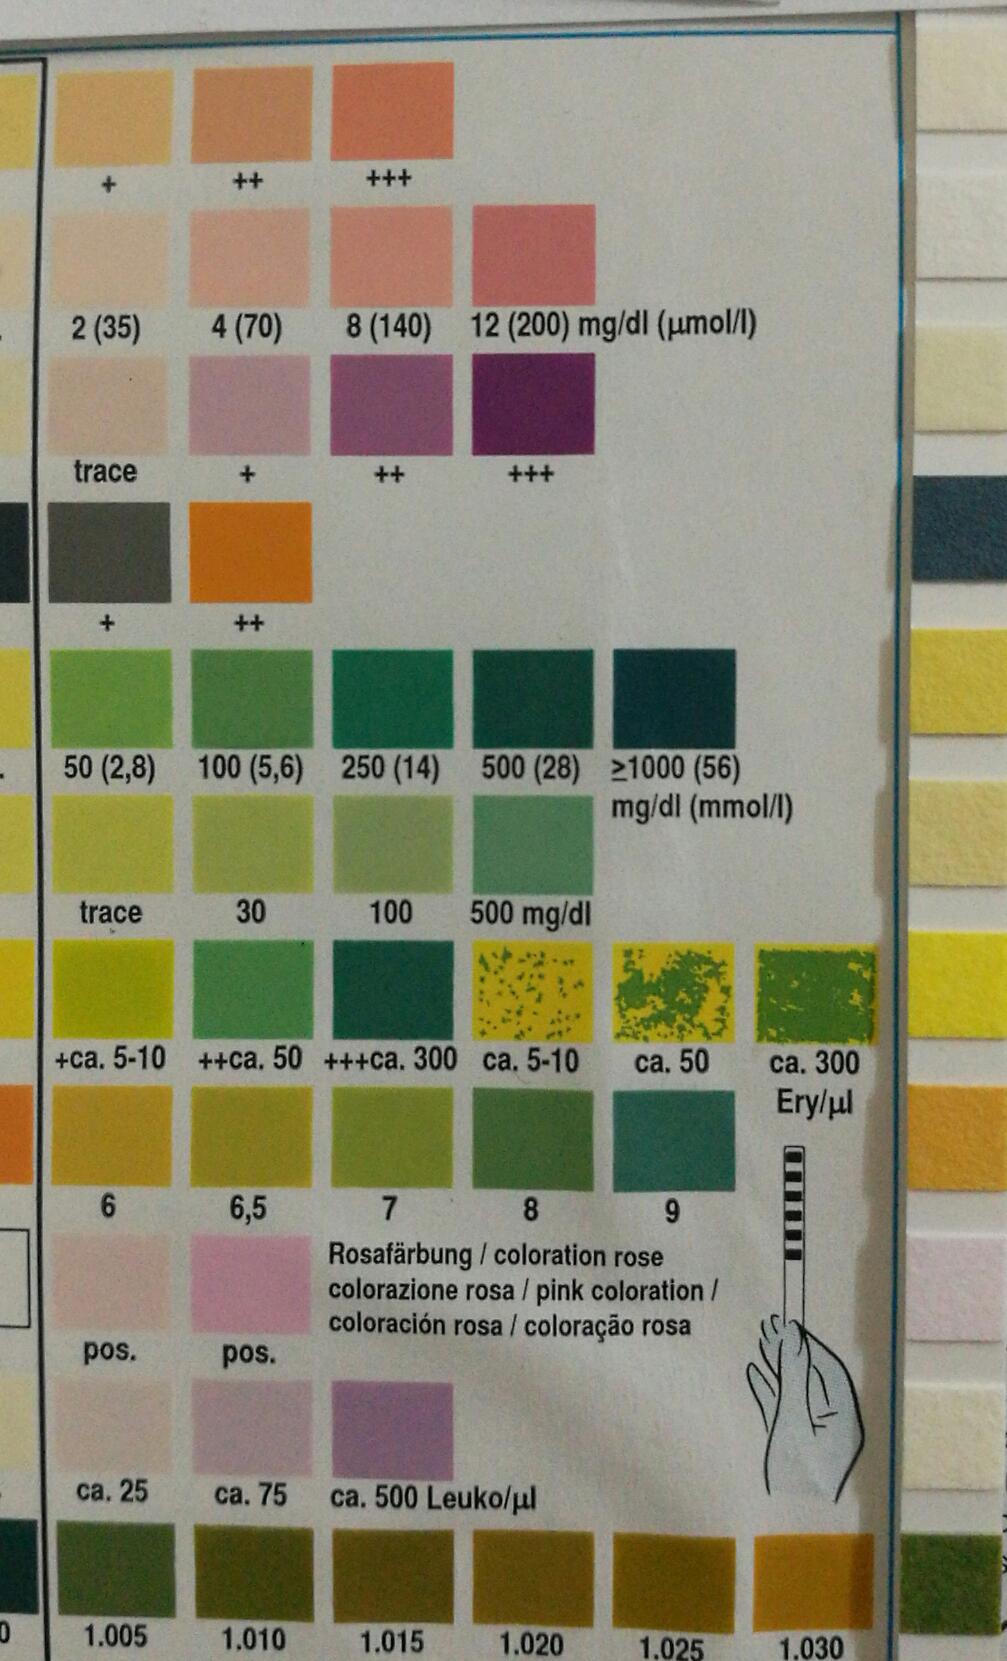 + ++ +++
2 (35) 4 (70) 8 (140) 12 (200) mg/dl (µmol/l)
trace + ++ +++
+ ++
50 (2,8) 100 (5,6) 250 (14) 500 (28) ≥1000 (56)
mg/dl (mmol/l)
trace 30 100 500 mg/dl
+ca. 5-10 ++ca. 50 +++ca. 300 ca. 5-10 ca. 50 ca. 300
Ery/µl
6 6,5 7 8 9
Rosafärbung / coloration rose
colorazione rosa / pink coloration /
coloración rosa / coloração rosa
pos. pos.
ca. 25 ca. 75 ca. 500 Leuko/µl
0 1.005 1.010 1.015 1.020 1.025 1.030